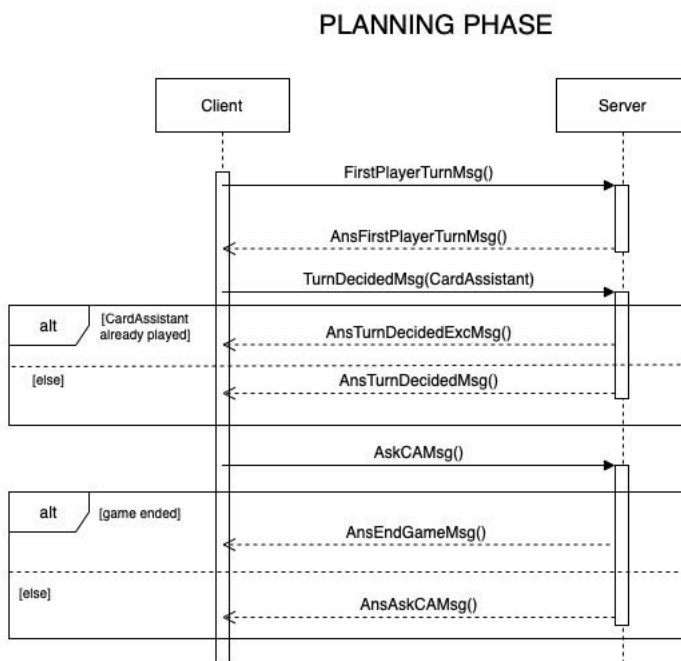 PLANNING PHASE
Client
Server
FirstPlayerTurnMsg()
AnsFirstPlayerTurnMsg()
TurnDecidedMsg(CardAssistant)
alt
[CardAssistant
already played]
AnsTurnDecidedExcMsg()
[else]
AnsTurnDecidedMsg()
AskCAMsg()
alt
[game ended]
AnsEndGameMsg()
[else]
AnsAskCAMsg()